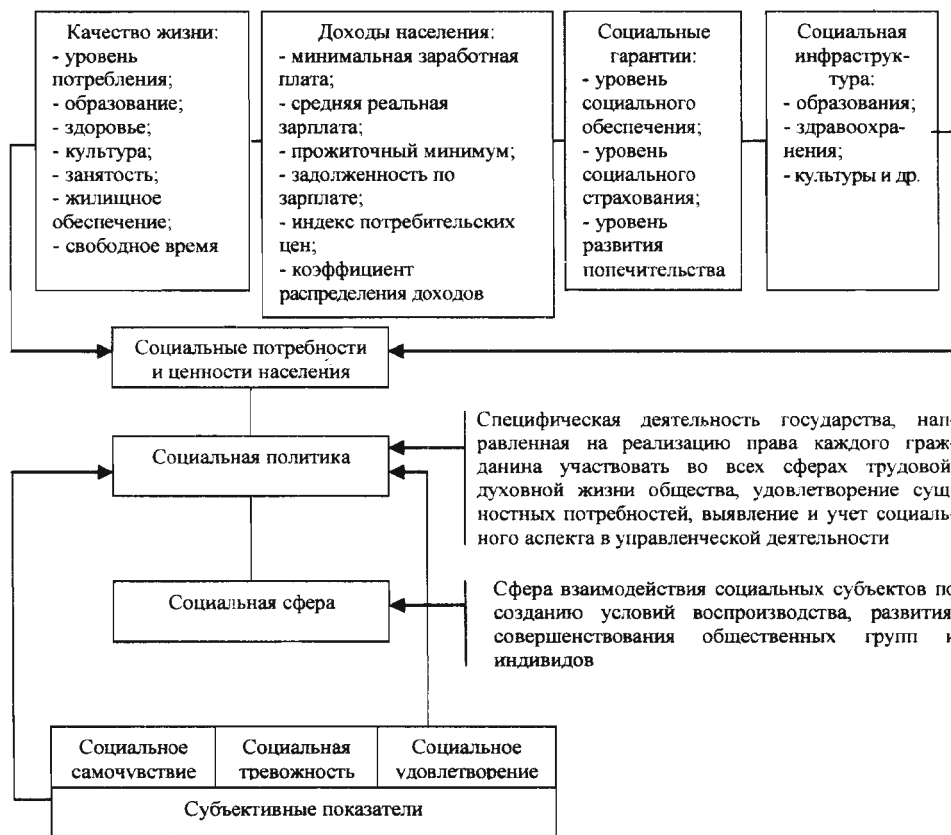 Качество жизни:
- уровень
потребления;
- образование;
- здоровье;
- культура;
- занятость;
- жилищное
обеспечение;
- свободное время
Доходы населения:
- минимальная заработная
плата;
- средняя реальная
зарплата;
- прожиточный минимум;
- задолженность по
зарплате;
- индекс потребительских
цен;
- коэффициент
распределения доходов
Социальные
гарантии:
- уровень
социального
обеспечения;
- уровень
социального
страхования;
- уровень
развития
попечительства
Социальная
инфраструк-
тура:
- образования;
- здравоохра-
нения;
- культуры и др.
Социальные потребности
и ценности населения
Социальная политика
Специфическая деятельность государства, нап-
равленная на реализацию права каждого граж-
данина участвовать во всех сферах трудовой
духовной жизни общества, удовлетворение сущ-
ностных потребностей, выявление и учет социаль-
ного аспекта в управленческой деятельности
Социальная сфера
Сфера взаимодействия социальных субъектов по
созданию условий воспроизводства, развития
совершенствования общественных групп и
индивидов
Социальное
самочувствие
Социальная
тревожность
Социальное
удовлетворение
Субъективные показатели